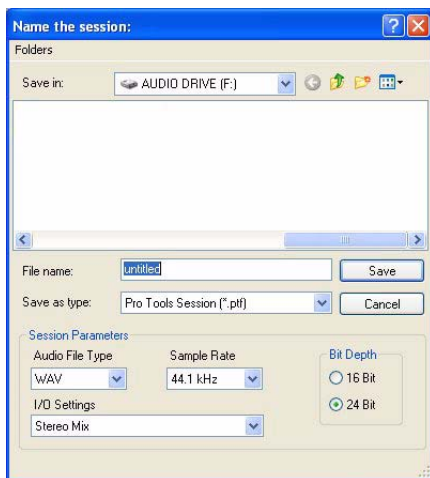 Name the session:
Folders
Save in:
AUDIO DRIVE (F:)
File name:
untitled
Save
Save as type:
Pro Tools Session (*.ptf)
Cancel
Session Parameters
Audio File Type
Sample Rate
Bit Depth
WAV
44.1 kHz
16 Bit
I/O Settings
24 Bit
Stereo Mix